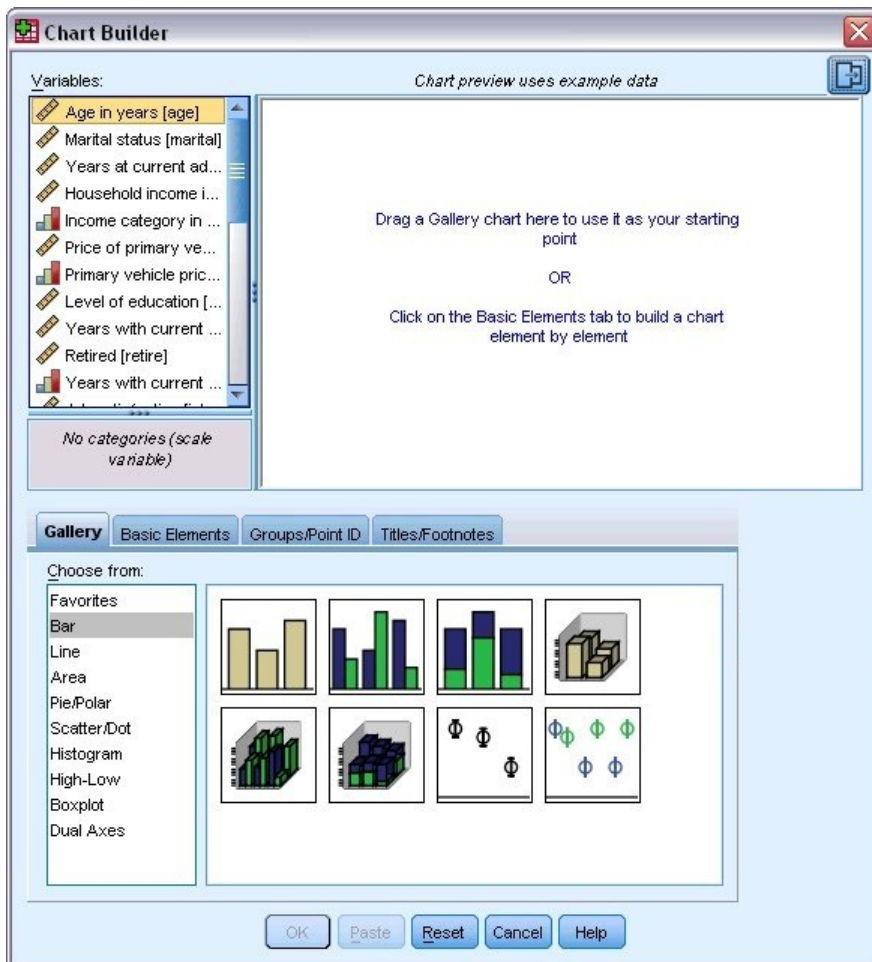 Chart Builder
Variables:
Chart preview uses example data
Age in years [age]
Marital status [marital]
Years at current ad...
Household income i...
Income category in ...
Price of primary ve...
Primary vehicle pric...
Level of education [...
Years with current ...
Retired [retire]
Years with current ...
No categories (scale
variable)
Drag a Gallery chart here to use it as your starting
point
OR
Click on the Basic Elements tab to build a chart
element by element
Gallery
Basic Elements
Groups/Point ID
Titles/Footnotes
Choose from:
Favorites
Bar
Line
Area
Pie/Polar
Scatter/Dot
Histogram
High-Low
Boxplot
Dual Axes
OK
Paste
Reset
Cancel
Help